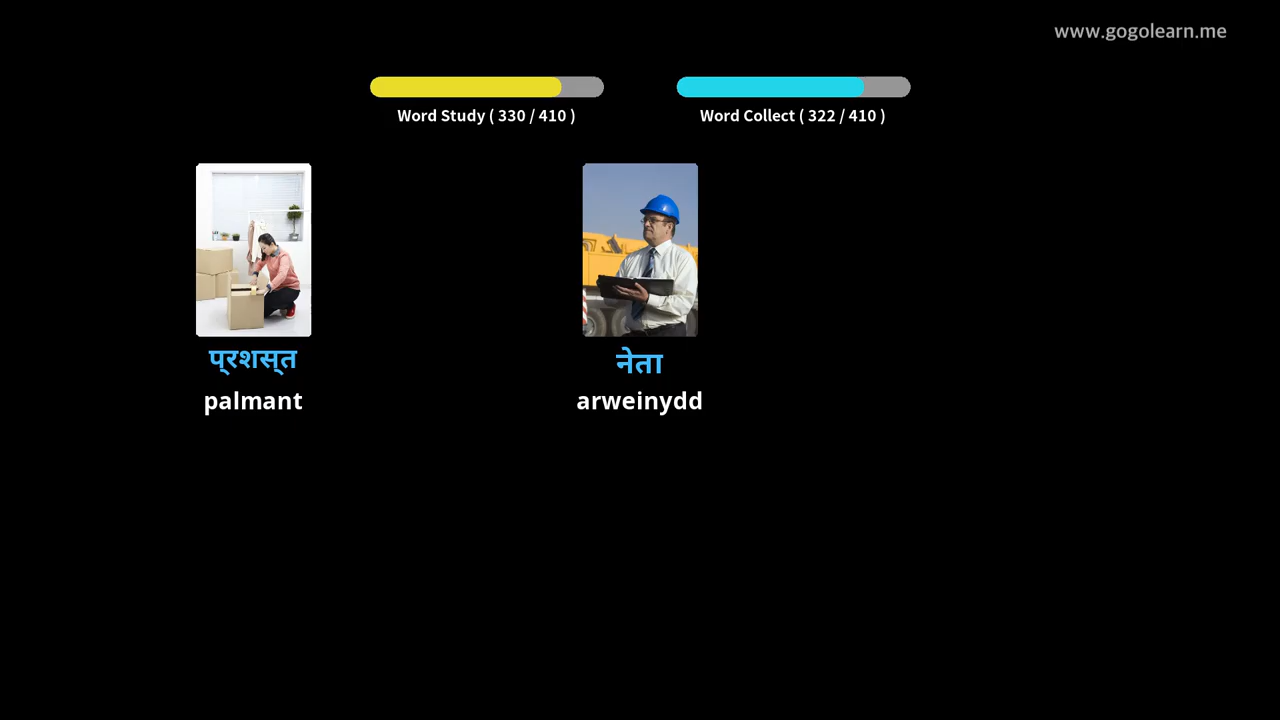 www.gogolearn.me
Word Study ( 330 / 410 )
Word Collect ( 322 / 410 )
प्रशस्त
नेता
palmant
arweinydd